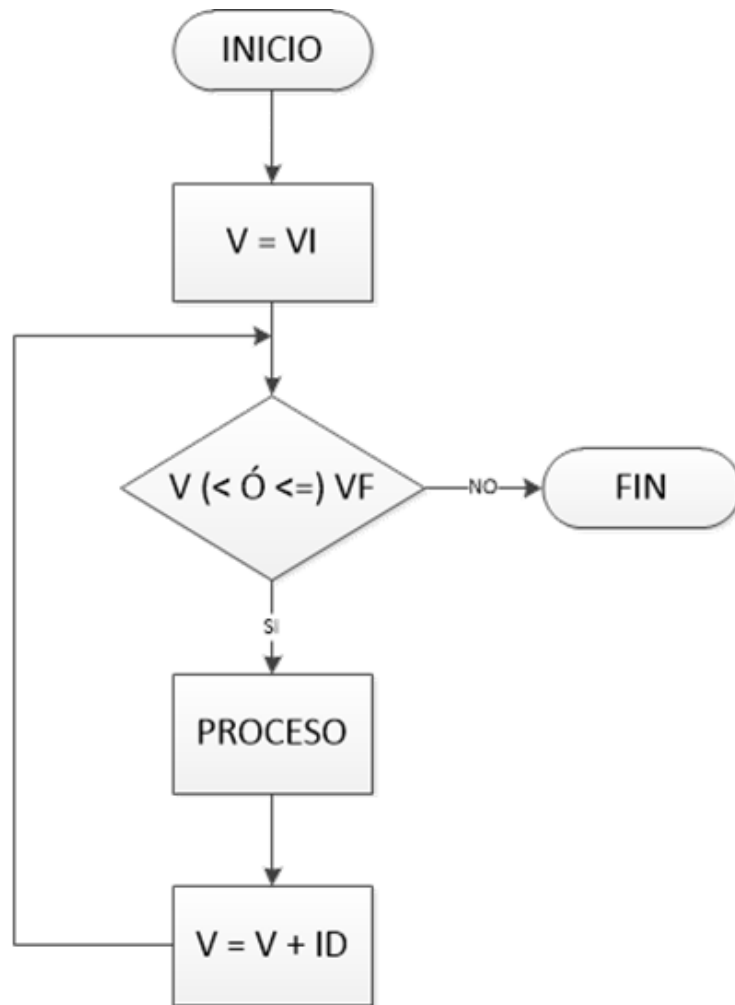 INICIO
V = VI
V (< Ó <=) VF
NO
FIN
SI
PROCESO
V = V + ID